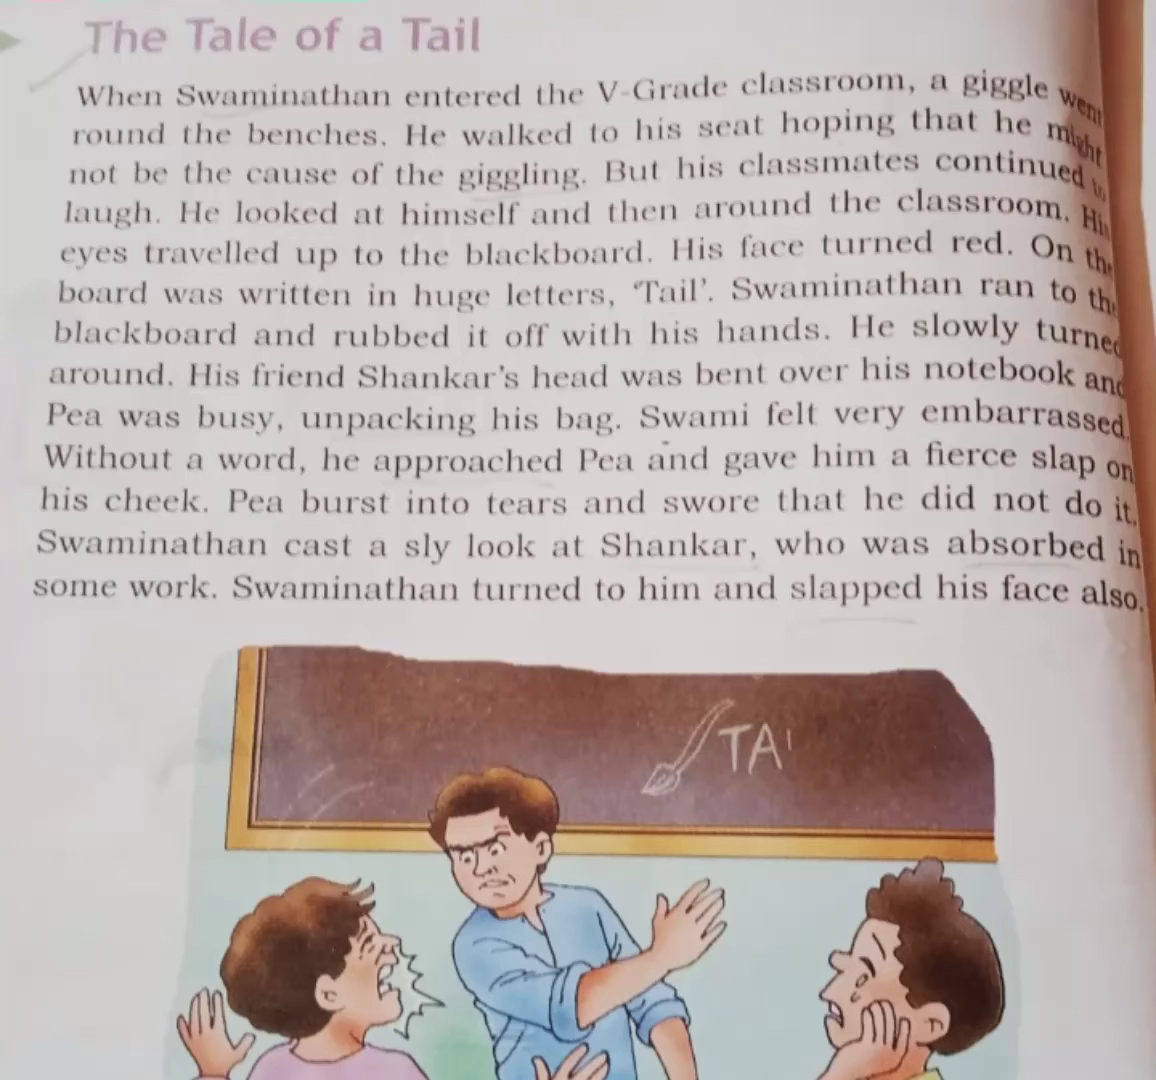 The Tale of a Tail
When Swaminathan entered the V-Grade classroom, a giggle went
round the benches. He walked to his seat hoping that he might
not be the cause of the giggling. But his classmates continued to
laugh. He looked at himself and then around the classroom. His
eyes travelled up to the blackboard. His face turned red. On the
board was written in huge letters, ‘Tail’. Swaminathan ran to the
blackboard and rubbed it off with his hands. He slowly turned
around. His friend Shankar’s head was bent over his notebook and
Pea was busy, unpacking his bag. Swami felt very embarrassed.
Without a word, he approached Pea and gave him a fierce slap on
his cheek. Pea burst into tears and swore that he did not do it.
Swaminathan cast a sly look at Shankar, who was absorbed in
some work. Swaminathan turned to him and slapped his face also.
TAI